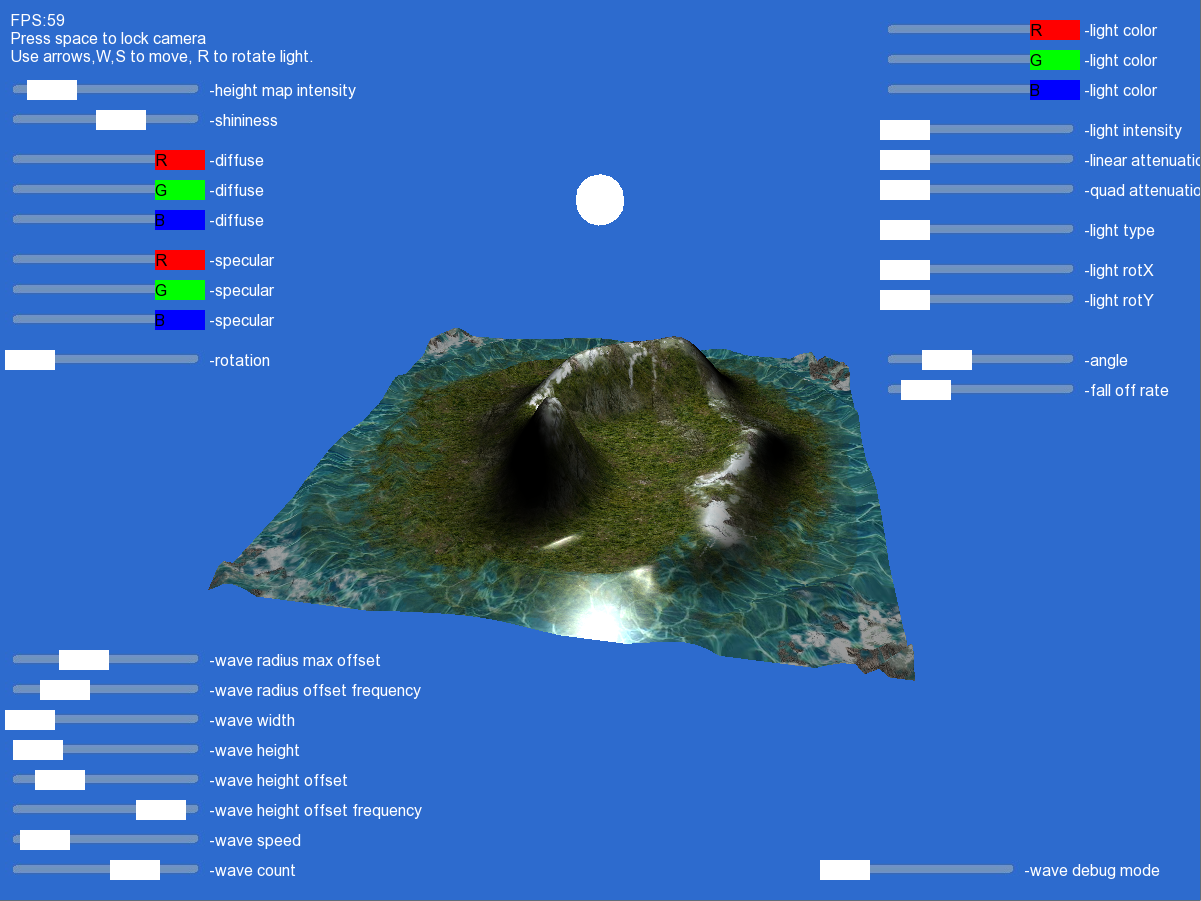 FPS:59
Press space to lock camera
Use arrows,W,S to move, R to rotate light.
-height map intensity
-shininess
R -diffuse
G -diffuse
B -diffuse
R -specular
G -specular
B -specular
-rotation
R -light color
G -light color
B -light color
-light intensity
-linear attenuatio
-quad attenuatio
-light type
-light rotX
-light rotY
-angle
-fall off rate
-wave radius max offset
-wave radius offset frequency
-wave width
-wave height
-wave height offset
-wave height offset frequency
-wave speed
-wave count
-wave debug mode